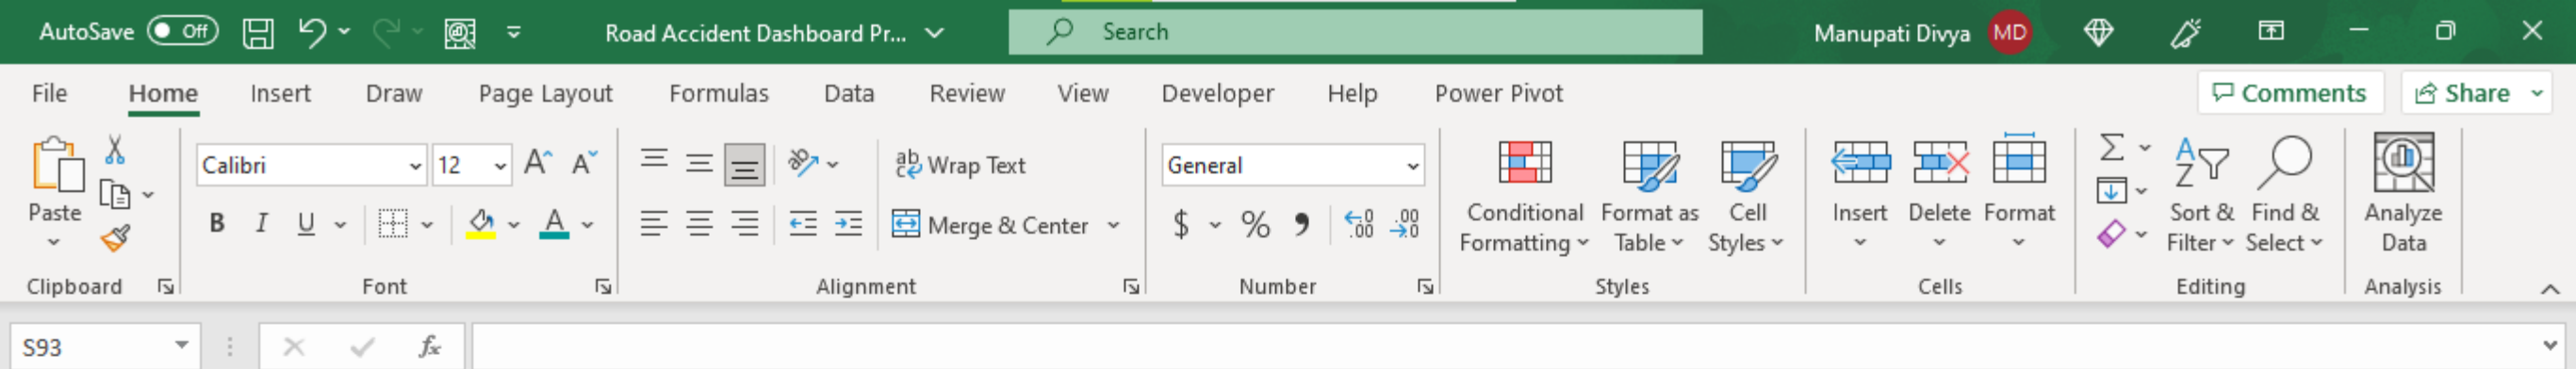 AutoSave Off Road Accident Dashboard Pr... Search Manupati Divya MD
File Home Insert Draw Page Layout Formulas Data Review View Developer Help Power Pivot Comments Share
Calibri 12 A A ab Wrap Text General
Paste B I U A Merge & Center $ % , Conditional Formatting Format as Table Cell Styles Insert Delete Format Sort & Filter Find & Select Analyze Data
Clipboard Font Alignment Number Styles Cells Editing Analysis
S93 fx